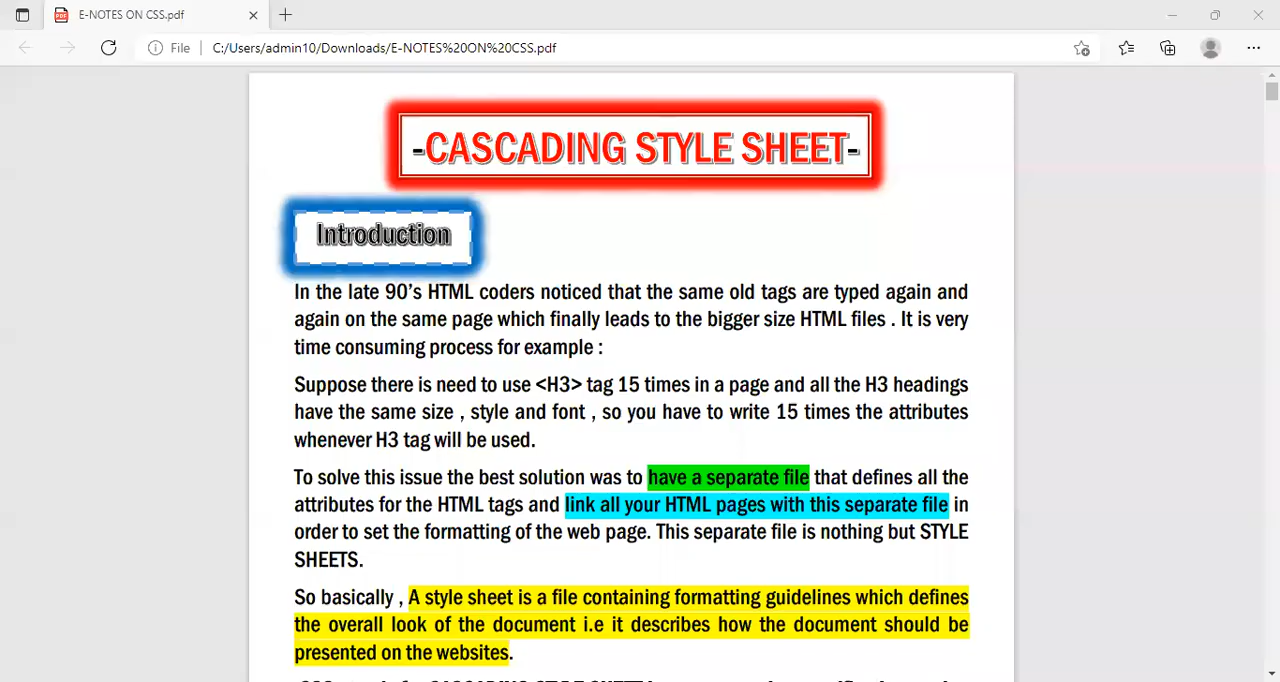 E-NOTES ON CSS.pdf
File C:/Users/admin10/Downloads/E-NOTES%20ON%20CSS.pdf
-CASCADING STYLE SHEET-
Introduction
In the late 90’s HTML coders noticed that the same old tags are typed again and
again on the same page which finally leads to the bigger size HTML files . It is very
time consuming process for example :
Suppose there is need to use <H3> tag 15 times in a page and all the H3 headings
have the same size , style and font , so you have to write 15 times the attributes
whenever H3 tag will be used.
To solve this issue the best solution was to have a separate file that defines all the
attributes for the HTML tags and link all your HTML pages with this separate file in
order to set the formatting of the web page. This separate file is nothing but STYLE
SHEETS.
So basically , A style sheet is a file containing formatting guidelines which defines
the overall look of the document i.e it describes how the document should be
presented on the websites.